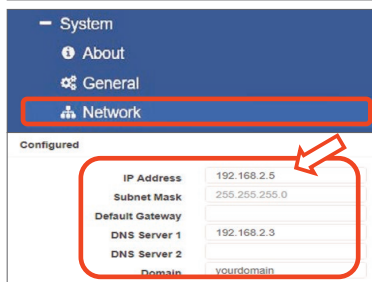 System
About
General
Network
Configured
IP Address 192.168.2.5
Subnet Mask 255.255.255.0
Default Gateway
DNS Server 1 192.168.2.3
DNS Server 2
Domain yourdomain